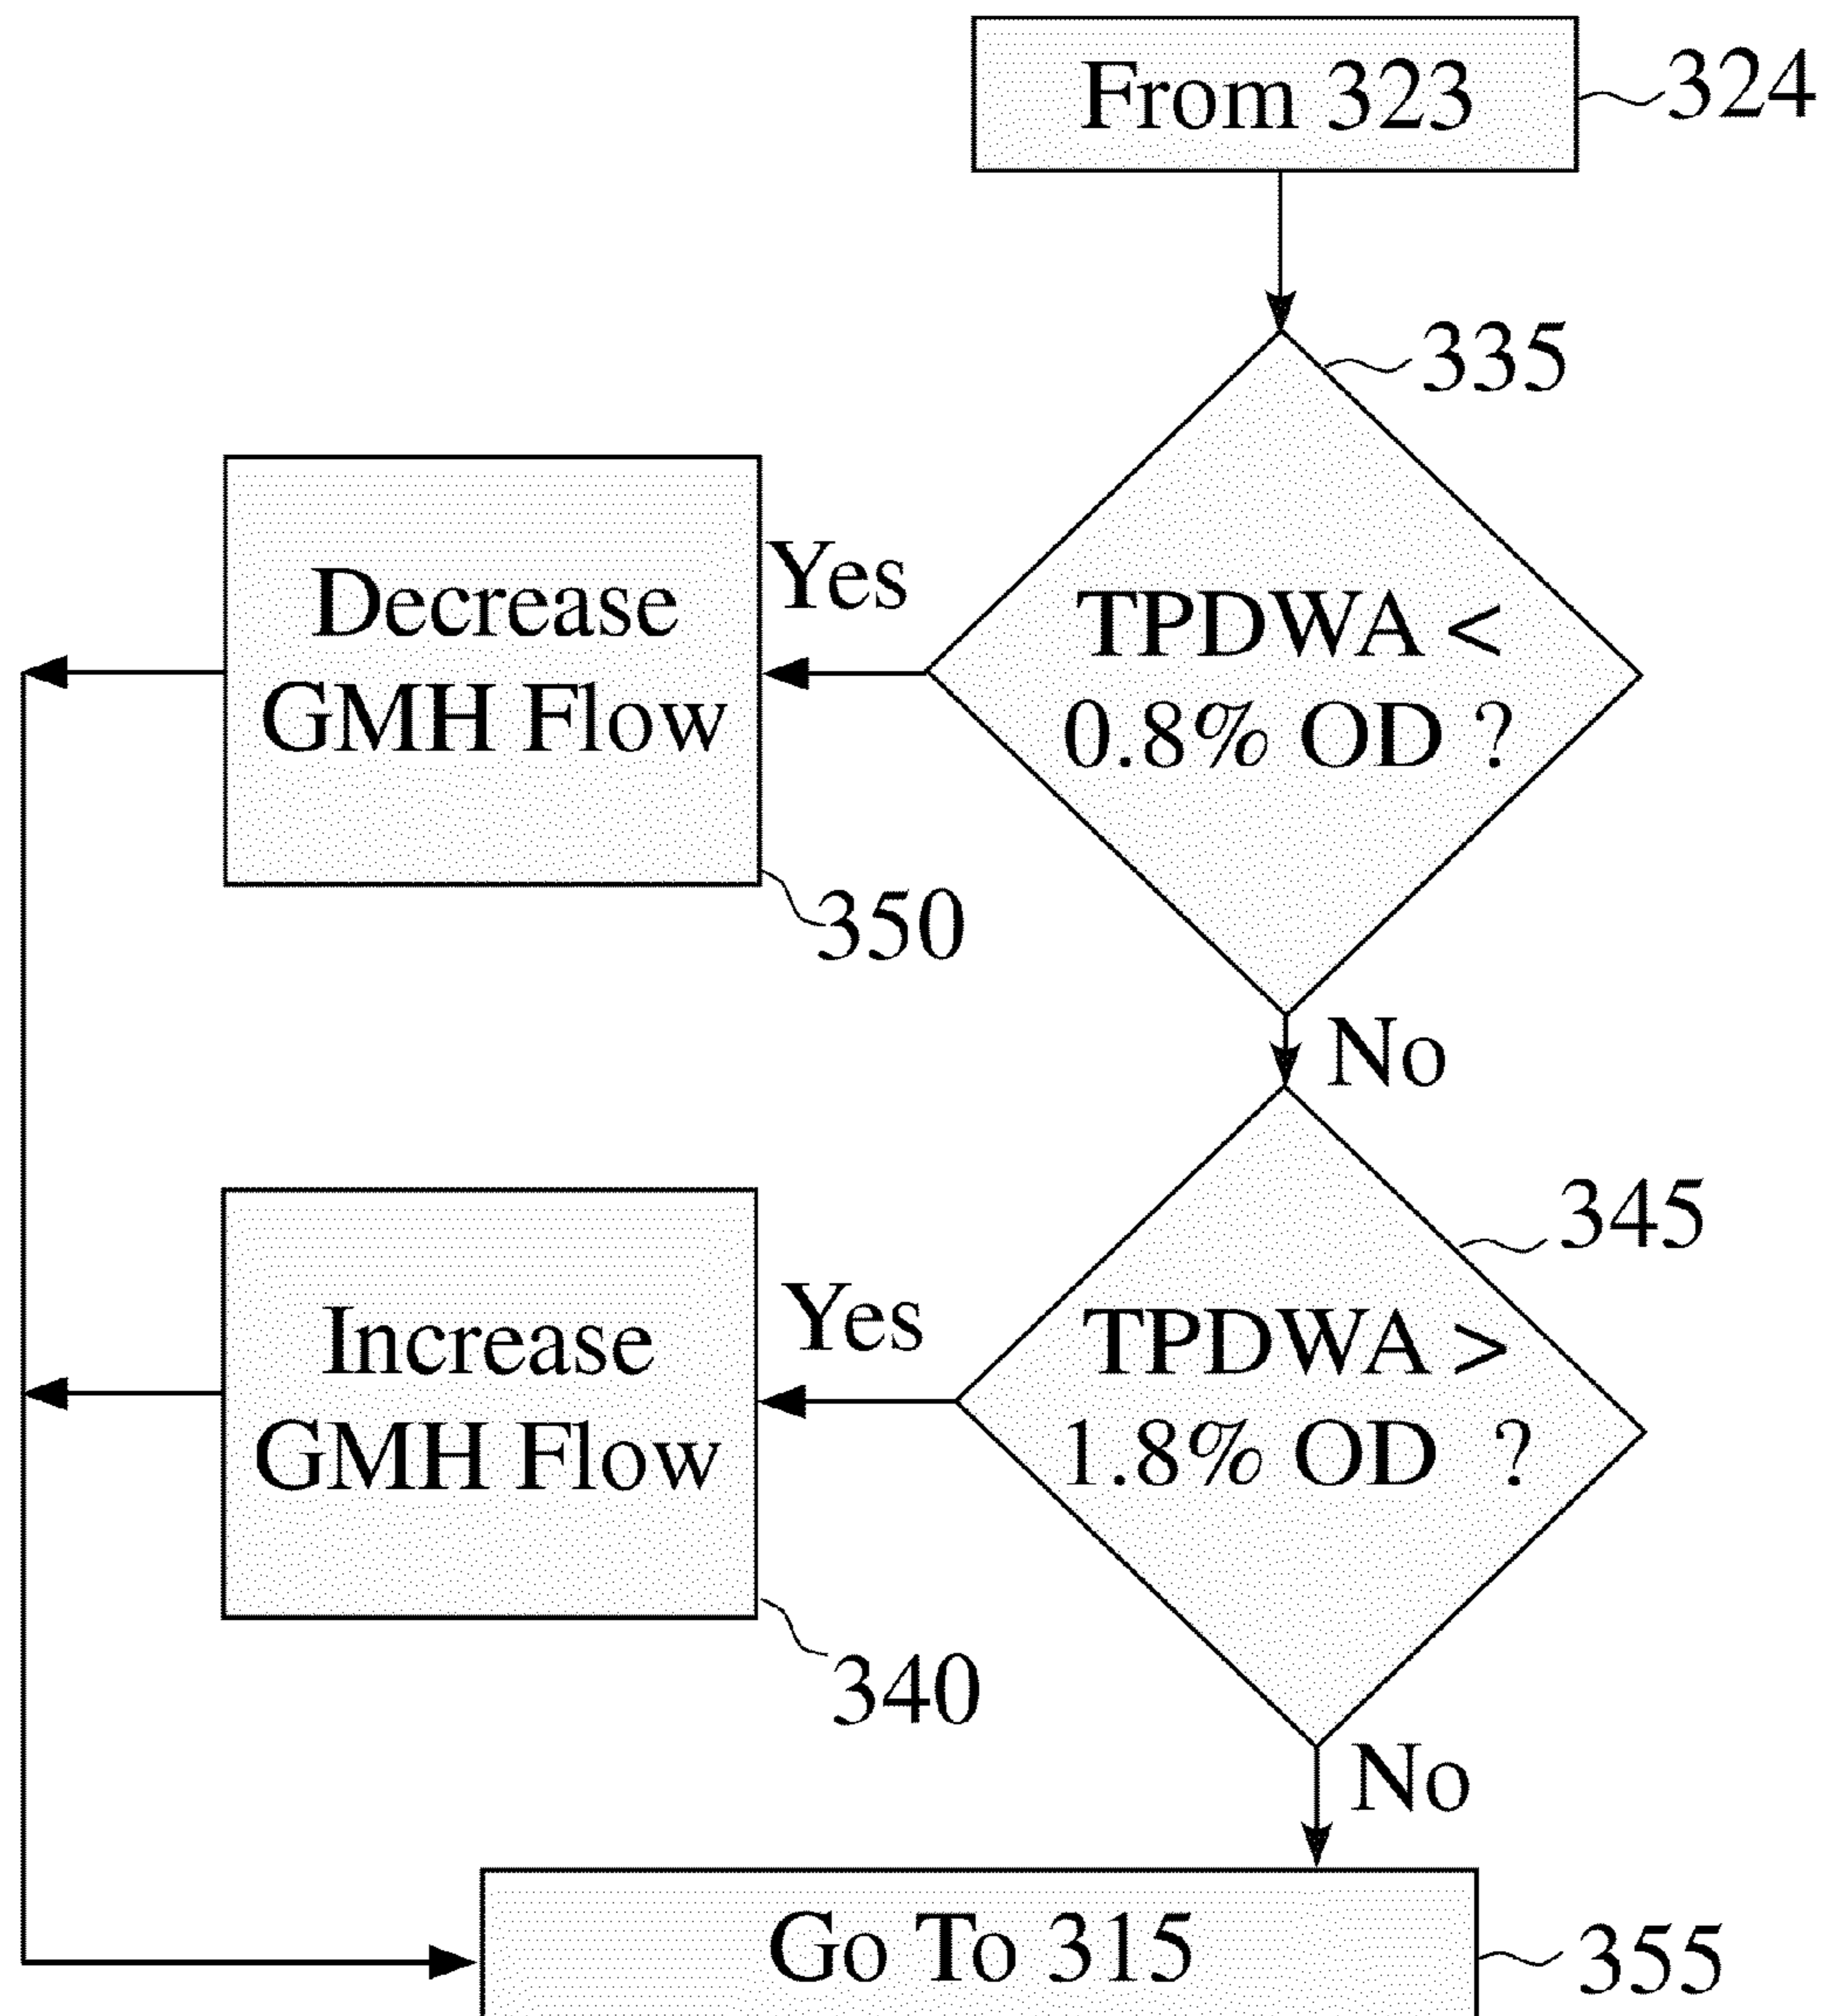 From 323
324
335
TPDWA <
0.8% OD ?
Yes
Decrease
GMH Flow
350
No
345
TPDWA >
1.8% OD ?
Yes
Increase
GMH Flow
340
No
Go To 315
355